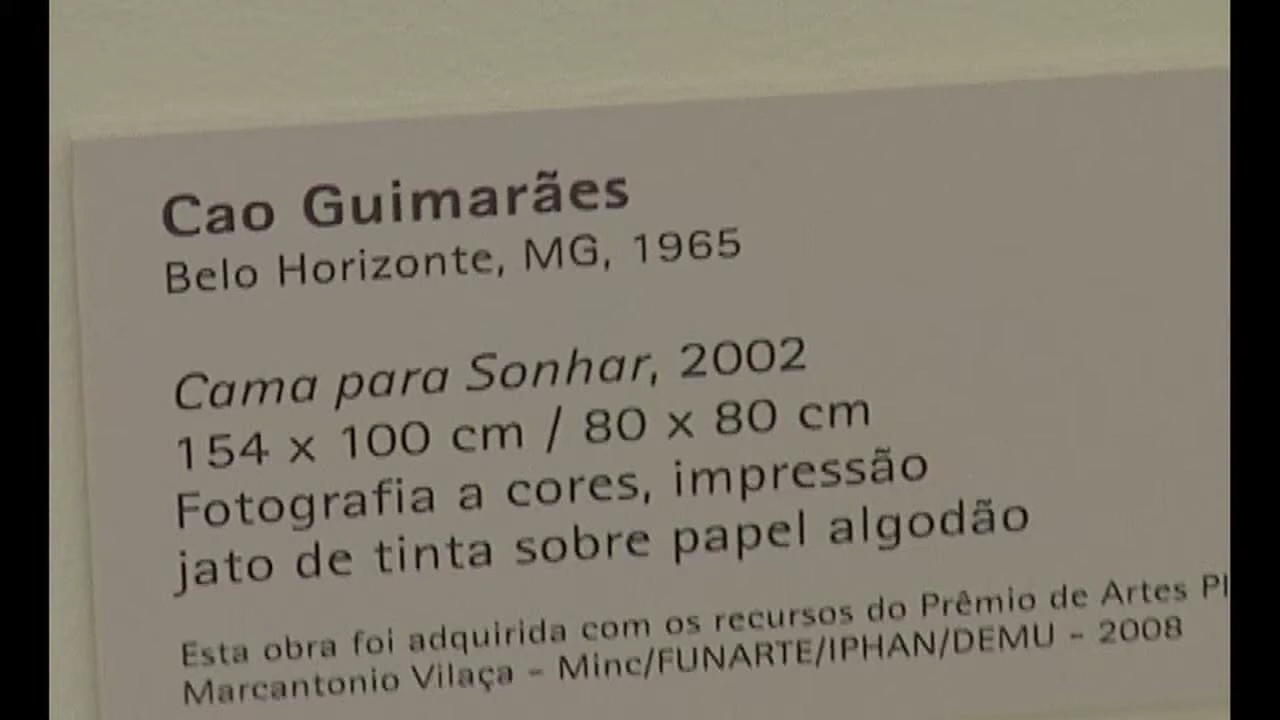 Cao Guimarães
Belo Horizonte, MG, 1965
Cama para Sonhar, 2002
154 x 100 cm / 80 x 80 cm
Fotografia a cores, impressão
jato de tinta sobre papel algodão
Esta obra foi adquirida com os recursos do Prêmio de Artes Pl
Marcantonio Vilaça - Minc/FUNARTE/IPHAN/DEMU - 2008